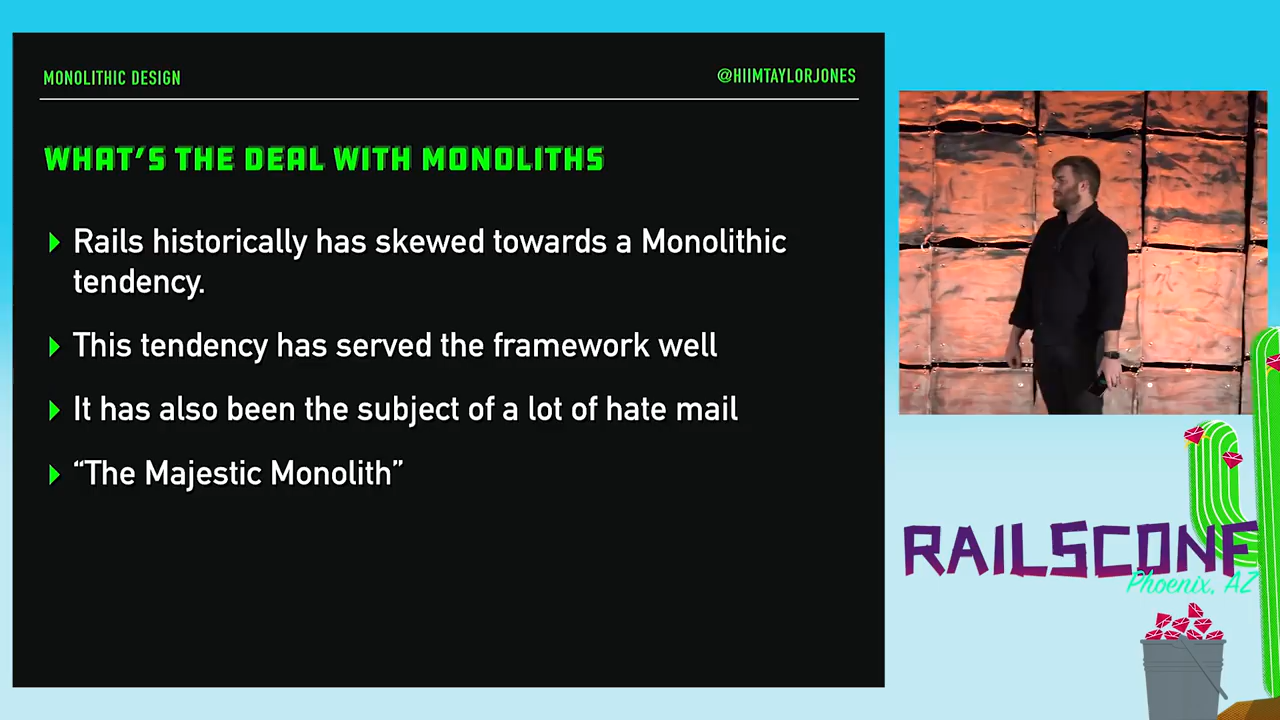 MONOLITHIC DESIGN
@HIIMTAYLORJONES
WHAT'S THE DEAL WITH MONOLITHS
Rails historically has skewed towards a Monolithic
tendency.
This tendency has served the framework well
It has also been the subject of a lot of hate mail
“The Majestic Monolith”
RAILSCONF
Phoenix, AZ